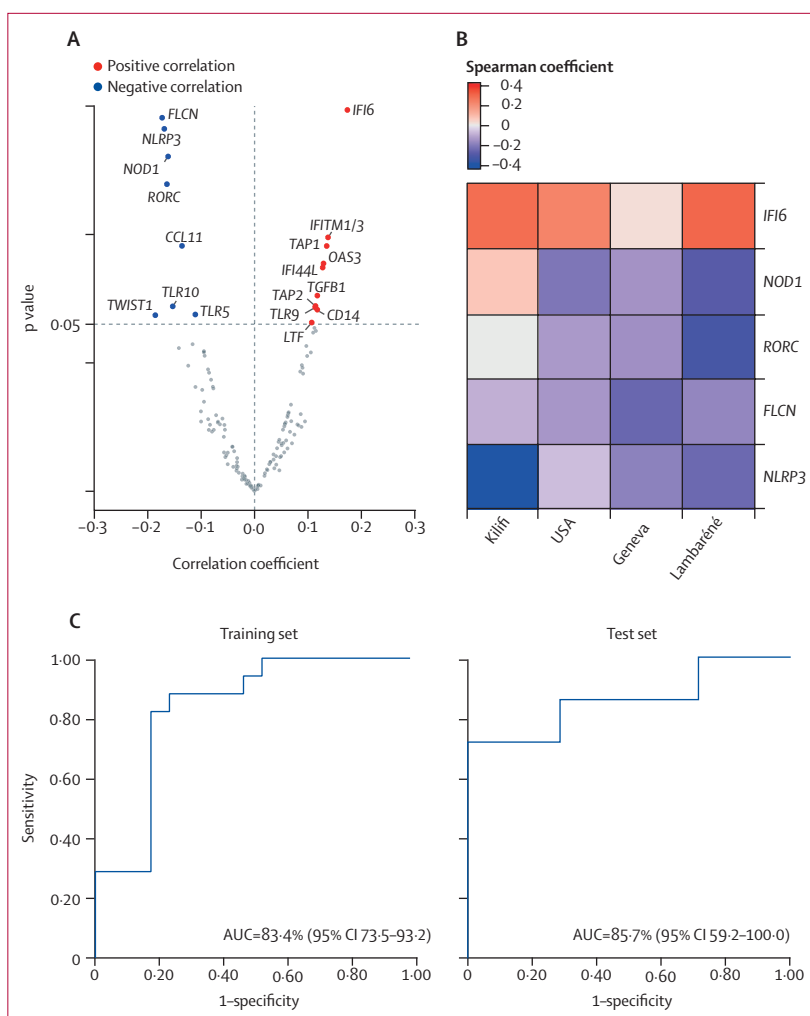 A
Positive correlation
Negative correlation
FLCN
NLRP3
NOD1
RORC
CCL11
TWIST1
TLR10
TLR5
IFI6
IFITM1/3
TAP1
OAS3
IFI44L
TGFB1
TAP2
TLR9
CD14
LTF
p value
0·05
−0·3
−0·2
−0·1
0·0
0·1
0·2
0·3
Correlation coefficient
B
Spearman coefficient
0·4
0·2
0
−0·2
−0·4
IFI6
NOD1
RORC
FLCN
NLRP3
Kilifi
USA
Geneva
Lambaréné
C
Training set
Sensitivity
1·00
0·80
0·60
0·40
0·20
0
AUC=83·4% (95% CI 73·5–93·2)
0
0·20
0·40
0·60
0·80
1·00
1–specificity
Test set
AUC=85·7% (95% CI 59·2–100·0)
0
0·20
0·40
0·60
0·80
1·00
1–specificity